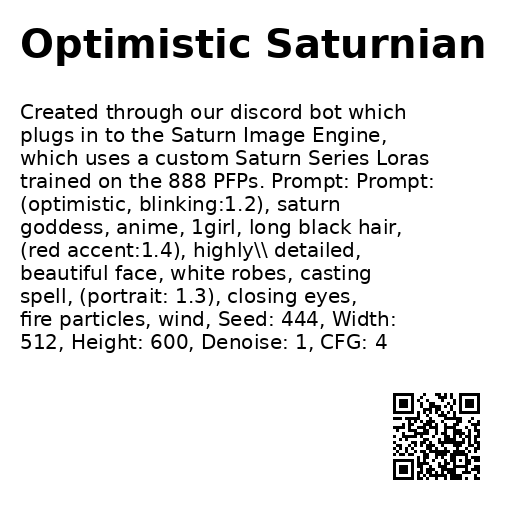 Optimistic Saturnian
Created through our discord bot which
plugs in to the Saturn Image Engine,
which uses a custom Saturn Series Loras
trained on the 888 PFPs. Prompt: Prompt:
(optimistic, blinking:1.2), saturn
goddess, anime, 1girl, long black hair,
(red accent:1.4), highly\\ detailed,
beautiful face, white robes, casting
spell, (portrait: 1.3), closing eyes,
fire particles, wind, Seed: 444, Width:
512, Height: 600, Denoise: 1, CFG: 4